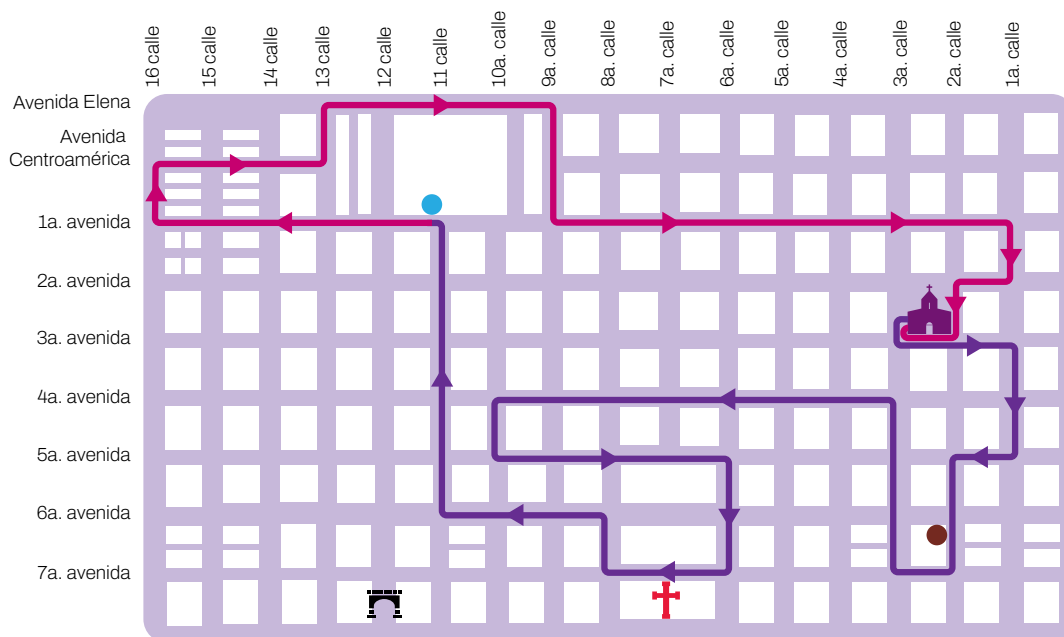 16 calle
15 calle
14 calle
13 calle
12 calle
11 calle
10a. calle
9a. calle
8a. calle
7a. calle
6a. calle
5a. calle
4a. calle
3a. calle
2a. calle
1a. calle
Avenida Elena
Avenida
Centroamérica
1a. avenida
2a. avenida
3a. avenida
4a. avenida
5a. avenida
6a. avenida
7a. avenida